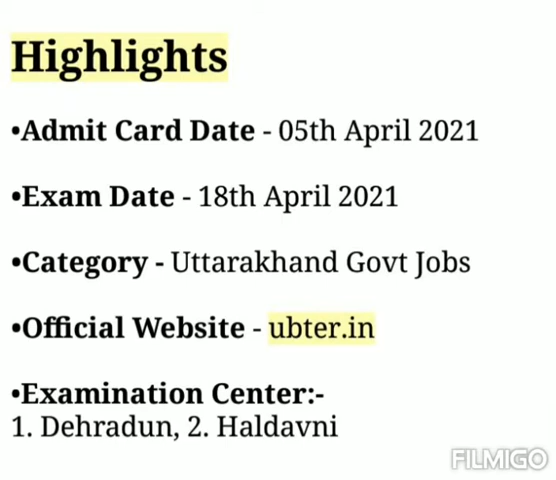 Highlights
•Admit Card Date - 05th April 2021
•Exam Date - 18th April 2021
•Category - Uttarakhand Govt Jobs
•Official Website - ubter.in
•Examination Center:-
1. Dehradun, 2. Haldavni
FILMIGO